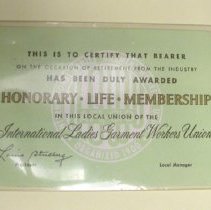 THIS IS TO CERTIFY THAT BEARER
ON THE OCCASION OF RETIREMENT FROM THE INDUSTRY
HAS BEEN DULY AWARDED
HONORARY · LIFE · MEMBERSHIP
IN THIS LOCAL UNION OF THE
International Ladies Garment Workers Union
President
Local Manager